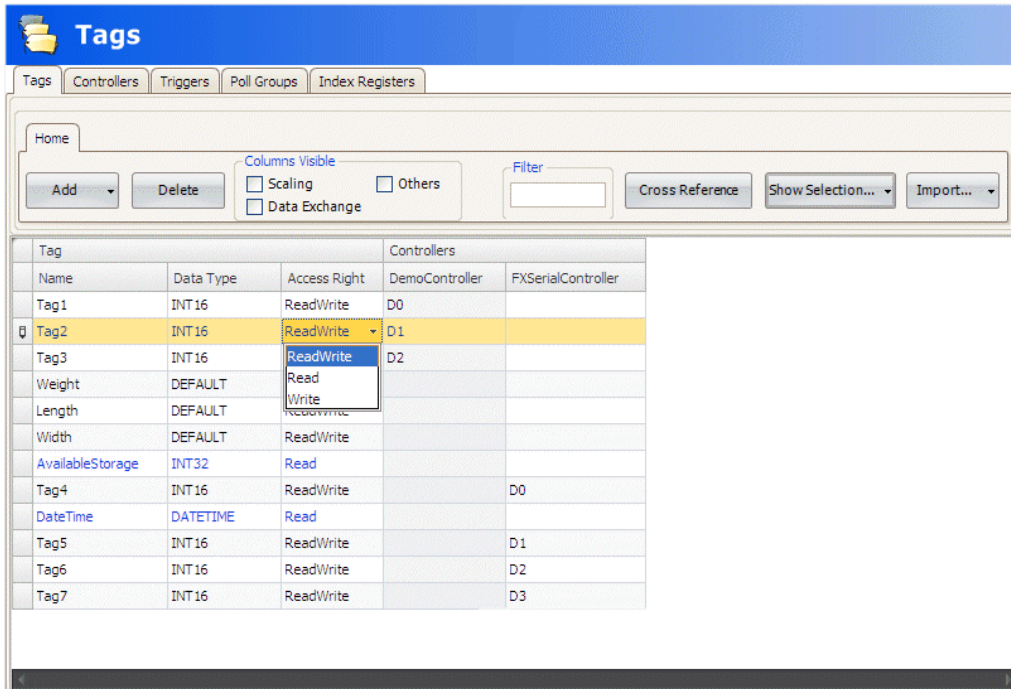 Tags
Tags Controllers Triggers Poll Groups Index Registers
Home
Columns Visible
Filter
Add Delete Scaling Others Cross Reference Show Selection... Import...
Data Exchange
Tag Controllers
Name Data Type Access Right DemoController FXSerialController
Tag1 INT16 ReadWrite D0
Tag2 INT16 ReadWrite D1
Tag3 INT16 ReadWrite D2
Weight DEFAULT Read
Length DEFAULT Write
ReadWrite
Width DEFAULT ReadWrite
AvailableStorage INT32 Read
Tag4 INT16 ReadWrite D0
DateTime DATETIME Read
Tag5 INT16 ReadWrite D1
Tag6 INT16 ReadWrite D2
Tag7 INT16 ReadWrite D3